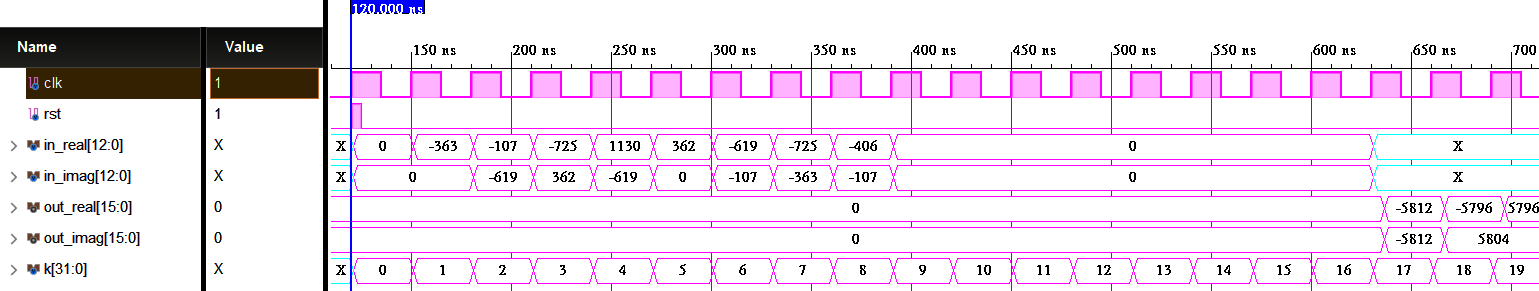 120.000 ns
Name Value 150 ns 200 ns 250 ns 300 ns 350 ns 400 ns 450 ns 500 ns 550 ns 600 ns 650 ns 700
clk 1
rst 1
in_real[12:0] X X 0 -363 -107 -725 1130 362 -619 -725 -406 0 X
in_imag[12:0] X X 0 -619 362 -619 0 -107 -363 -107 0 X
out_real[15:0] 0 0 -5812 -5796 5796
out_imag[15:0] 0 0 -5812 5804
k[31:0] X X 0 1 2 3 4 5 6 7 8 9 10 11 12 13 14 15 16 17 18 19